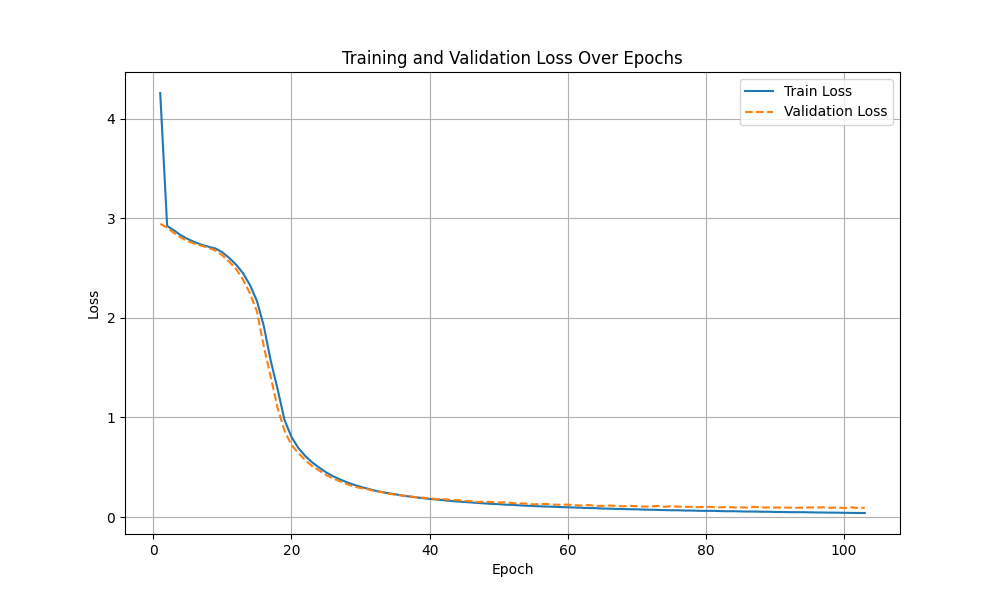 Training and Validation Loss Over Epochs
Train Loss
Validation Loss
4
3
2
1
0
Loss
0 20 40 60 80 100
Epoch